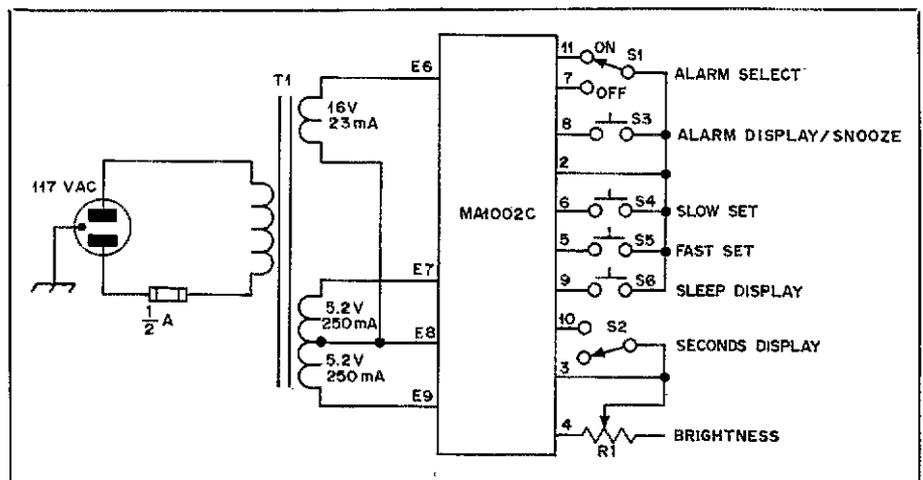 11 ON S1
ALARM SELECT
7 OFF
E6
T1
16V
23mA
8 S3
ALARM DISPLAY/SNOOZE
2
117 VAC
MA1002C
6 S4
SLOW SET
5 S5
FAST SET
E7
9 S6
SLEEP DISPLAY
5.2V
250mA
E8
10 S2
SECONDS DISPLAY
1/2 A
5.2V
250mA
3
E9
4
R1
BRIGHTNESS